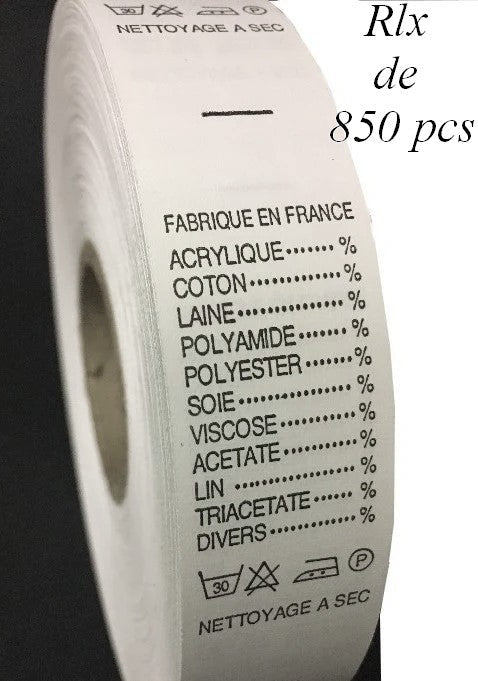 NETTOYAGE A SEC
Rlx
de
850 pcs
FABRIQUE EN FRANCE
ACRYLIQUE....... %
COTON............. %
LAINE................ %
POLYAMIDE....... %
POLYESTER.......%
SOIE................. %
VISCOSE........... %
ACETATE........... %
LIN ................. %
TRIACETATE...... %
DIVERS............. %
30 P
NETTOYAGE A SEC